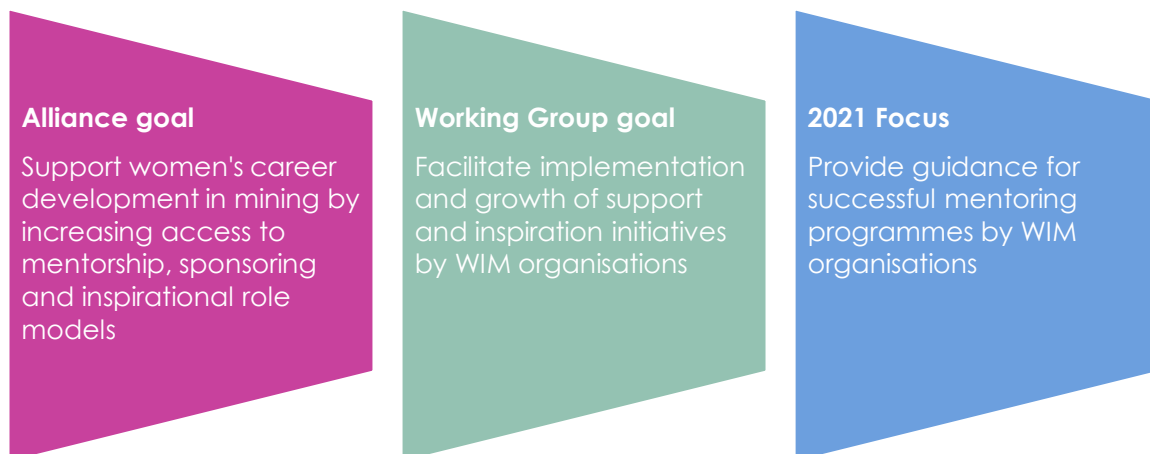 Alliance goal
Support women's career
development in mining by
increasing access to
mentorship, sponsoring
and inspirational role
models
Working Group goal
Facilitate implementation
and growth of support
and inspiration initiatives
by WIM organisations
2021 Focus
Provide guidance for
successful mentoring
programmes by WIM
organisations